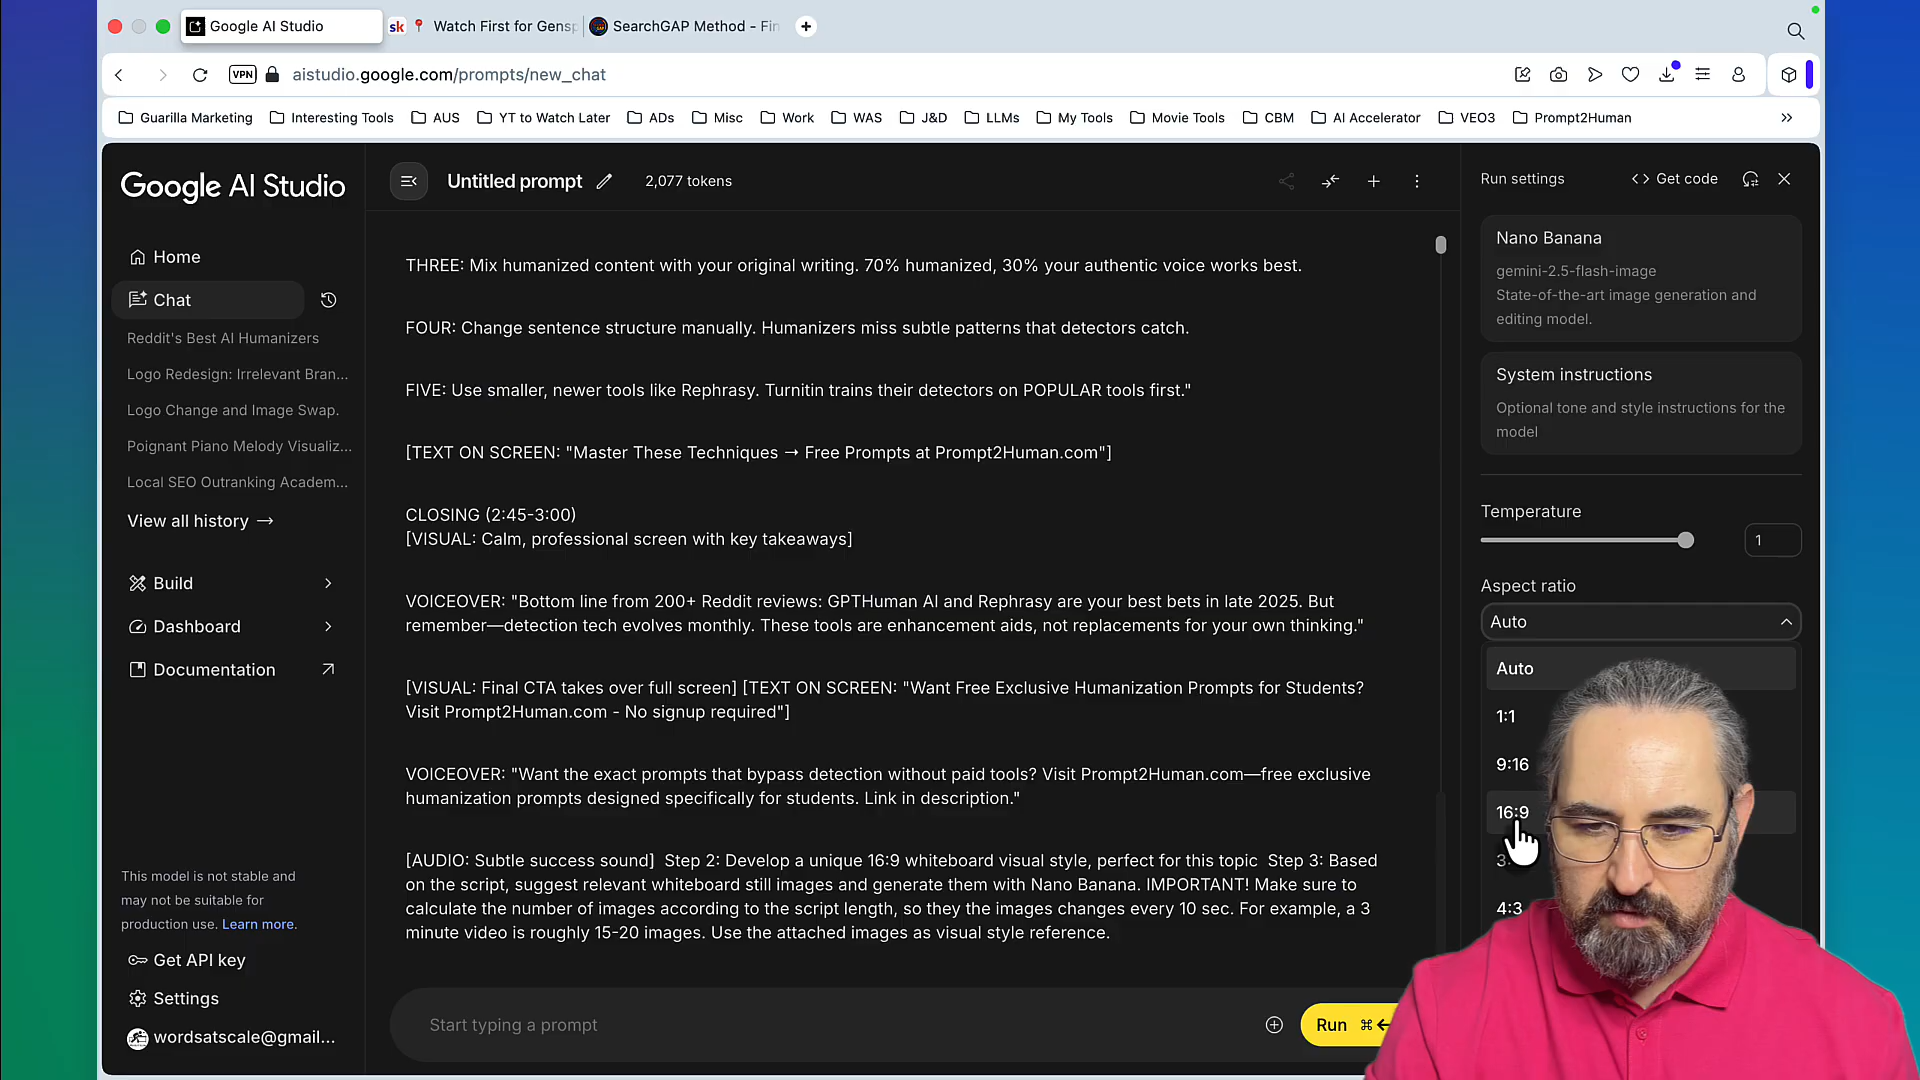 Google AI Studio
sk
Watch First for Gensp
SearchGAP Method - Fin
VPN
aistudio.google.com/prompts/new_chat
Guarilla Marketing
Interesting Tools
AUS
YT to Watch Later
ADs
Misc
Work
WAS
J&D
LLMs
My Tools
Movie Tools
CBM
AI Accelerator
VEO3
Prompt2Human
Google AI Studio
Home
Chat
Reddit's Best AI Humanizers
Logo Redesign: Irrelevant Bran...
Logo Change and Image Swap.
Poignant Piano Melody Visualiz...
Local SEO Outranking Academ...
View all history →
Build
Dashboard
Documentation
This model is not stable and
may not be suitable for
production use. Learn more.
Get API key
Settings
wordsatscale@gmail...
Untitled prompt
2,077 tokens
THREE: Mix humanized content with your original writing. 70% humanized, 30% your authentic voice works best.
FOUR: Change sentence structure manually. Humanizers miss subtle patterns that detectors catch.
FIVE: Use smaller, newer tools like Rephrasy. Turnitin trains their detectors on POPULAR tools first."
[TEXT ON SCREEN: "Master These Techniques → Free Prompts at Prompt2Human.com"]
CLOSING (2:45-3:00)
[VISUAL: Calm, professional screen with key takeaways]
VOICEOVER: "Bottom line from 200+ Reddit reviews: GPTHuman AI and Rephrasy are your best bets in late 2025. But
remember—detection tech evolves monthly. These tools are enhancement aids, not replacements for your own thinking."
[VISUAL: Final CTA takes over full screen] [TEXT ON SCREEN: "Want Free Exclusive Humanization Prompts for Students?
Visit Prompt2Human.com - No signup required"]
VOICEOVER: "Want the exact prompts that bypass detection without paid tools? Visit Prompt2Human.com—free exclusive
humanization prompts designed specifically for students. Link in description."
[AUDIO: Subtle success sound]  Step 2: Develop a unique 16:9 whiteboard visual style, perfect for this topic  Step 3: Based
on the script, suggest relevant whiteboard still images and generate them with Nano Banana. IMPORTANT! Make sure to
calculate the number of images according to the script length, so they the images changes every 10 sec. For example, a 3
minute video is roughly 15-20 images. Use the attached images as visual style reference.
Start typing a prompt
Run ⌘
Run settings
<> Get code
Nano Banana
gemini-2.5-flash-image
State-of-the-art image generation and
editing model.
System instructions
Optional tone and style instructions for the
model
Temperature
1
Aspect ratio
Auto
Auto
1:1
9:16
16:9
4:3